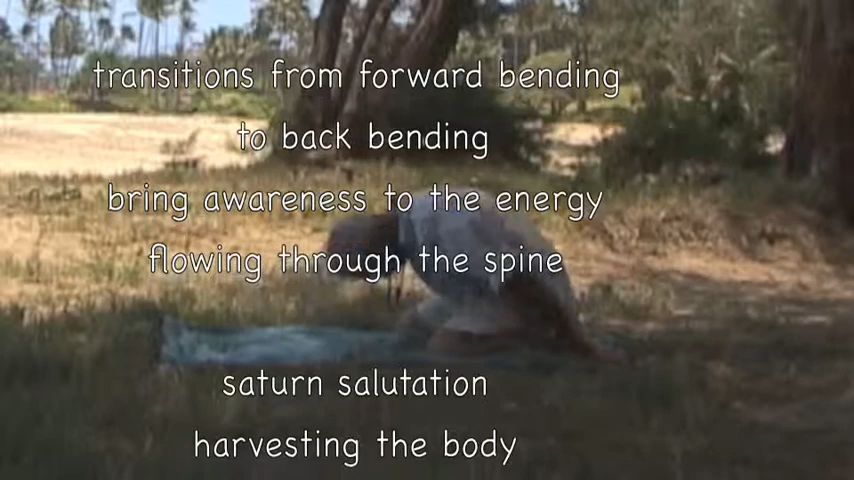 transitions from forward bending
to back bending
bring awareness to the energy
flowing through the spine
saturn salutation
harvesting the body